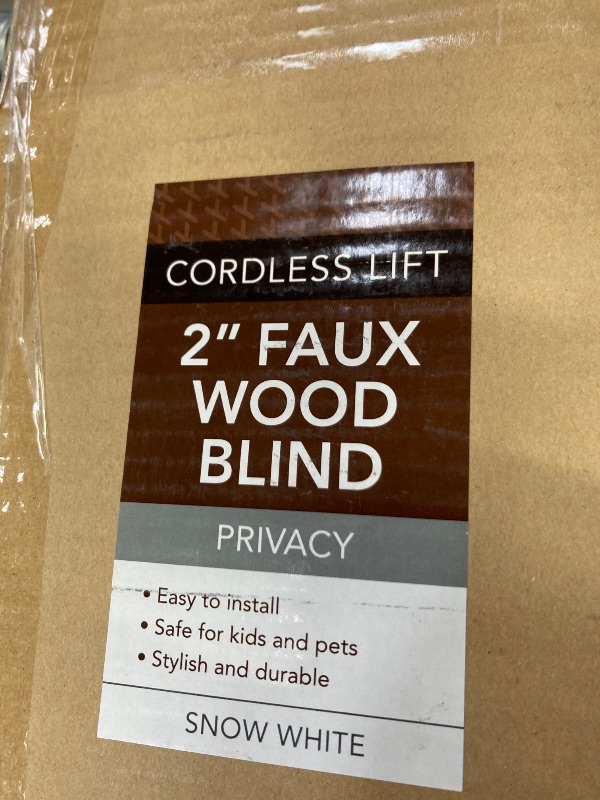 CORDLESS LIFT
2" FAUX
WOOD
BLIND
PRIVACY
• Easy to install
• Safe for kids and pets
• Stylish and durable
SNOW WHITE